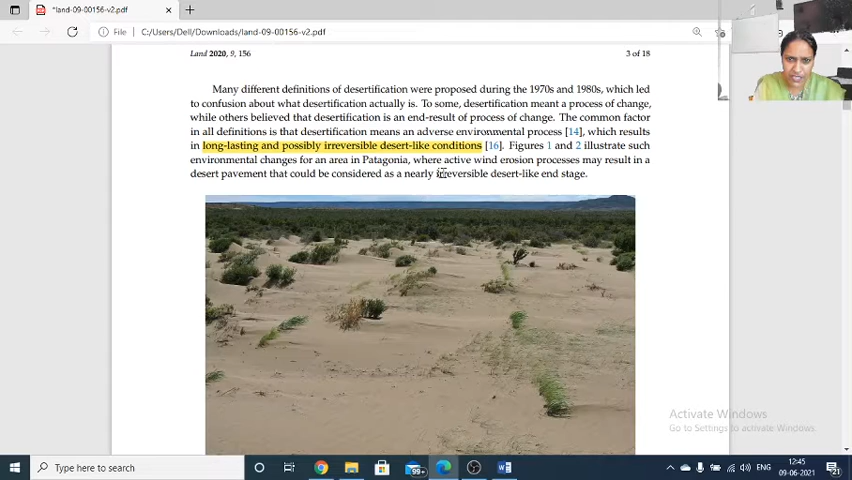 *land-09-00156-v2.pdf
File
C:/Users/Dell/Downloads/land-09-00156-v2.pdf
Land 2020, 9, 156
3 of 18
Many different definitions of desertification were proposed during the 1970s and 1980s, which led
to confusion about what desertification actually is. To some, desertification meant a process of change,
while others believed that desertification is an end-result of process of change. The common factor
in all definitions is that desertification means an adverse environmental process [14], which results
in long-lasting and possibly irreversible desert-like conditions [16]. Figures 1 and 2 illustrate such
environmental changes for an area in Patagonia, where active wind erosion processes may result in a
desert pavement that could be considered as a nearly irreversible desert-like end stage.
Activate Windows
Go to Settings to activate Windows.
Type here to search
99+
ENG
12:45
09-06-2021
21